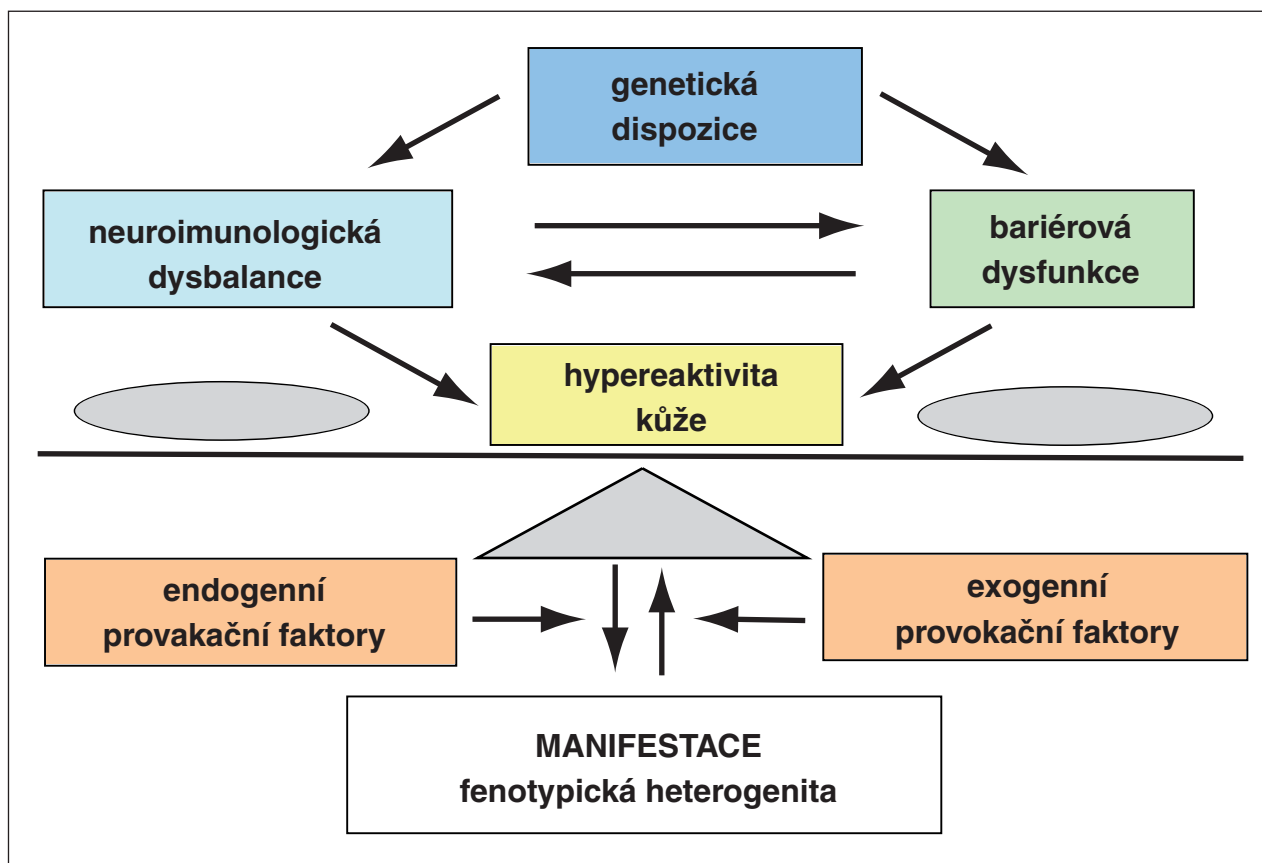 genetická
dispozice
neuroimunologická
dysbalance
bariérová
dysfunkce
hypereaktivita
kůže
endogenní
provakační faktory
exogenní
provokační faktory
MANIFESTACE
fenotypická heterogenita